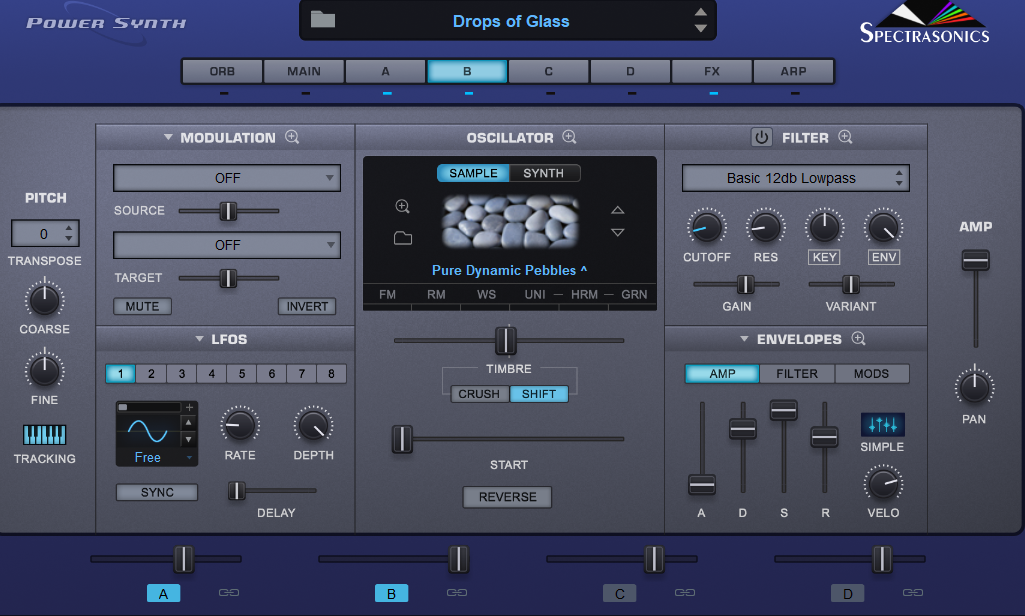 POWER SYNTH
Drops of Glass
SPECTRASONICS
ORB MAIN A B C D FX ARP
PITCH
0
TRANSPOSE
COARSE
FINE
TRACKING
MODULATION
OFF
SOURCE
OFF
TARGET
MUTE INVERT
LFOS
1 2 3 4 5 6 7 8
Free
RATE DEPTH
SYNC
DELAY
OSCILLATOR
SAMPLE SYNTH
Pure Dynamic Pebbles ^
FM RM WS UNI — HRM — GRN
TIMBRE
CRUSH SHIFT
START
REVERSE
FILTER
Basic 12db Lowpass
CUTOFF RES KEY ENV
GAIN VARIANT
ENVELOPES
AMP FILTER MODS
SIMPLE
A D S R VELO
AMP
PAN
A B C D